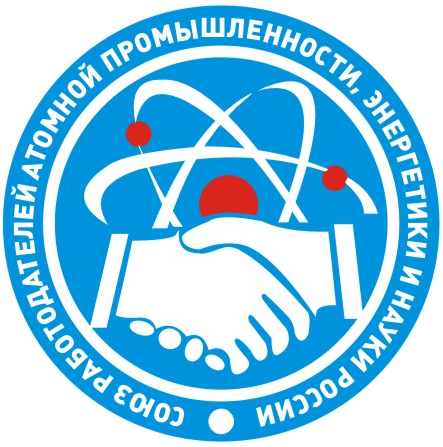 СОЮЗ РАБОТОДАТЕЛЕЙ АТОМНОЙ ПРОМЫШЛЕННОСТИ, ЭНЕРГЕТИКИ И НАУКИ РОССИИ